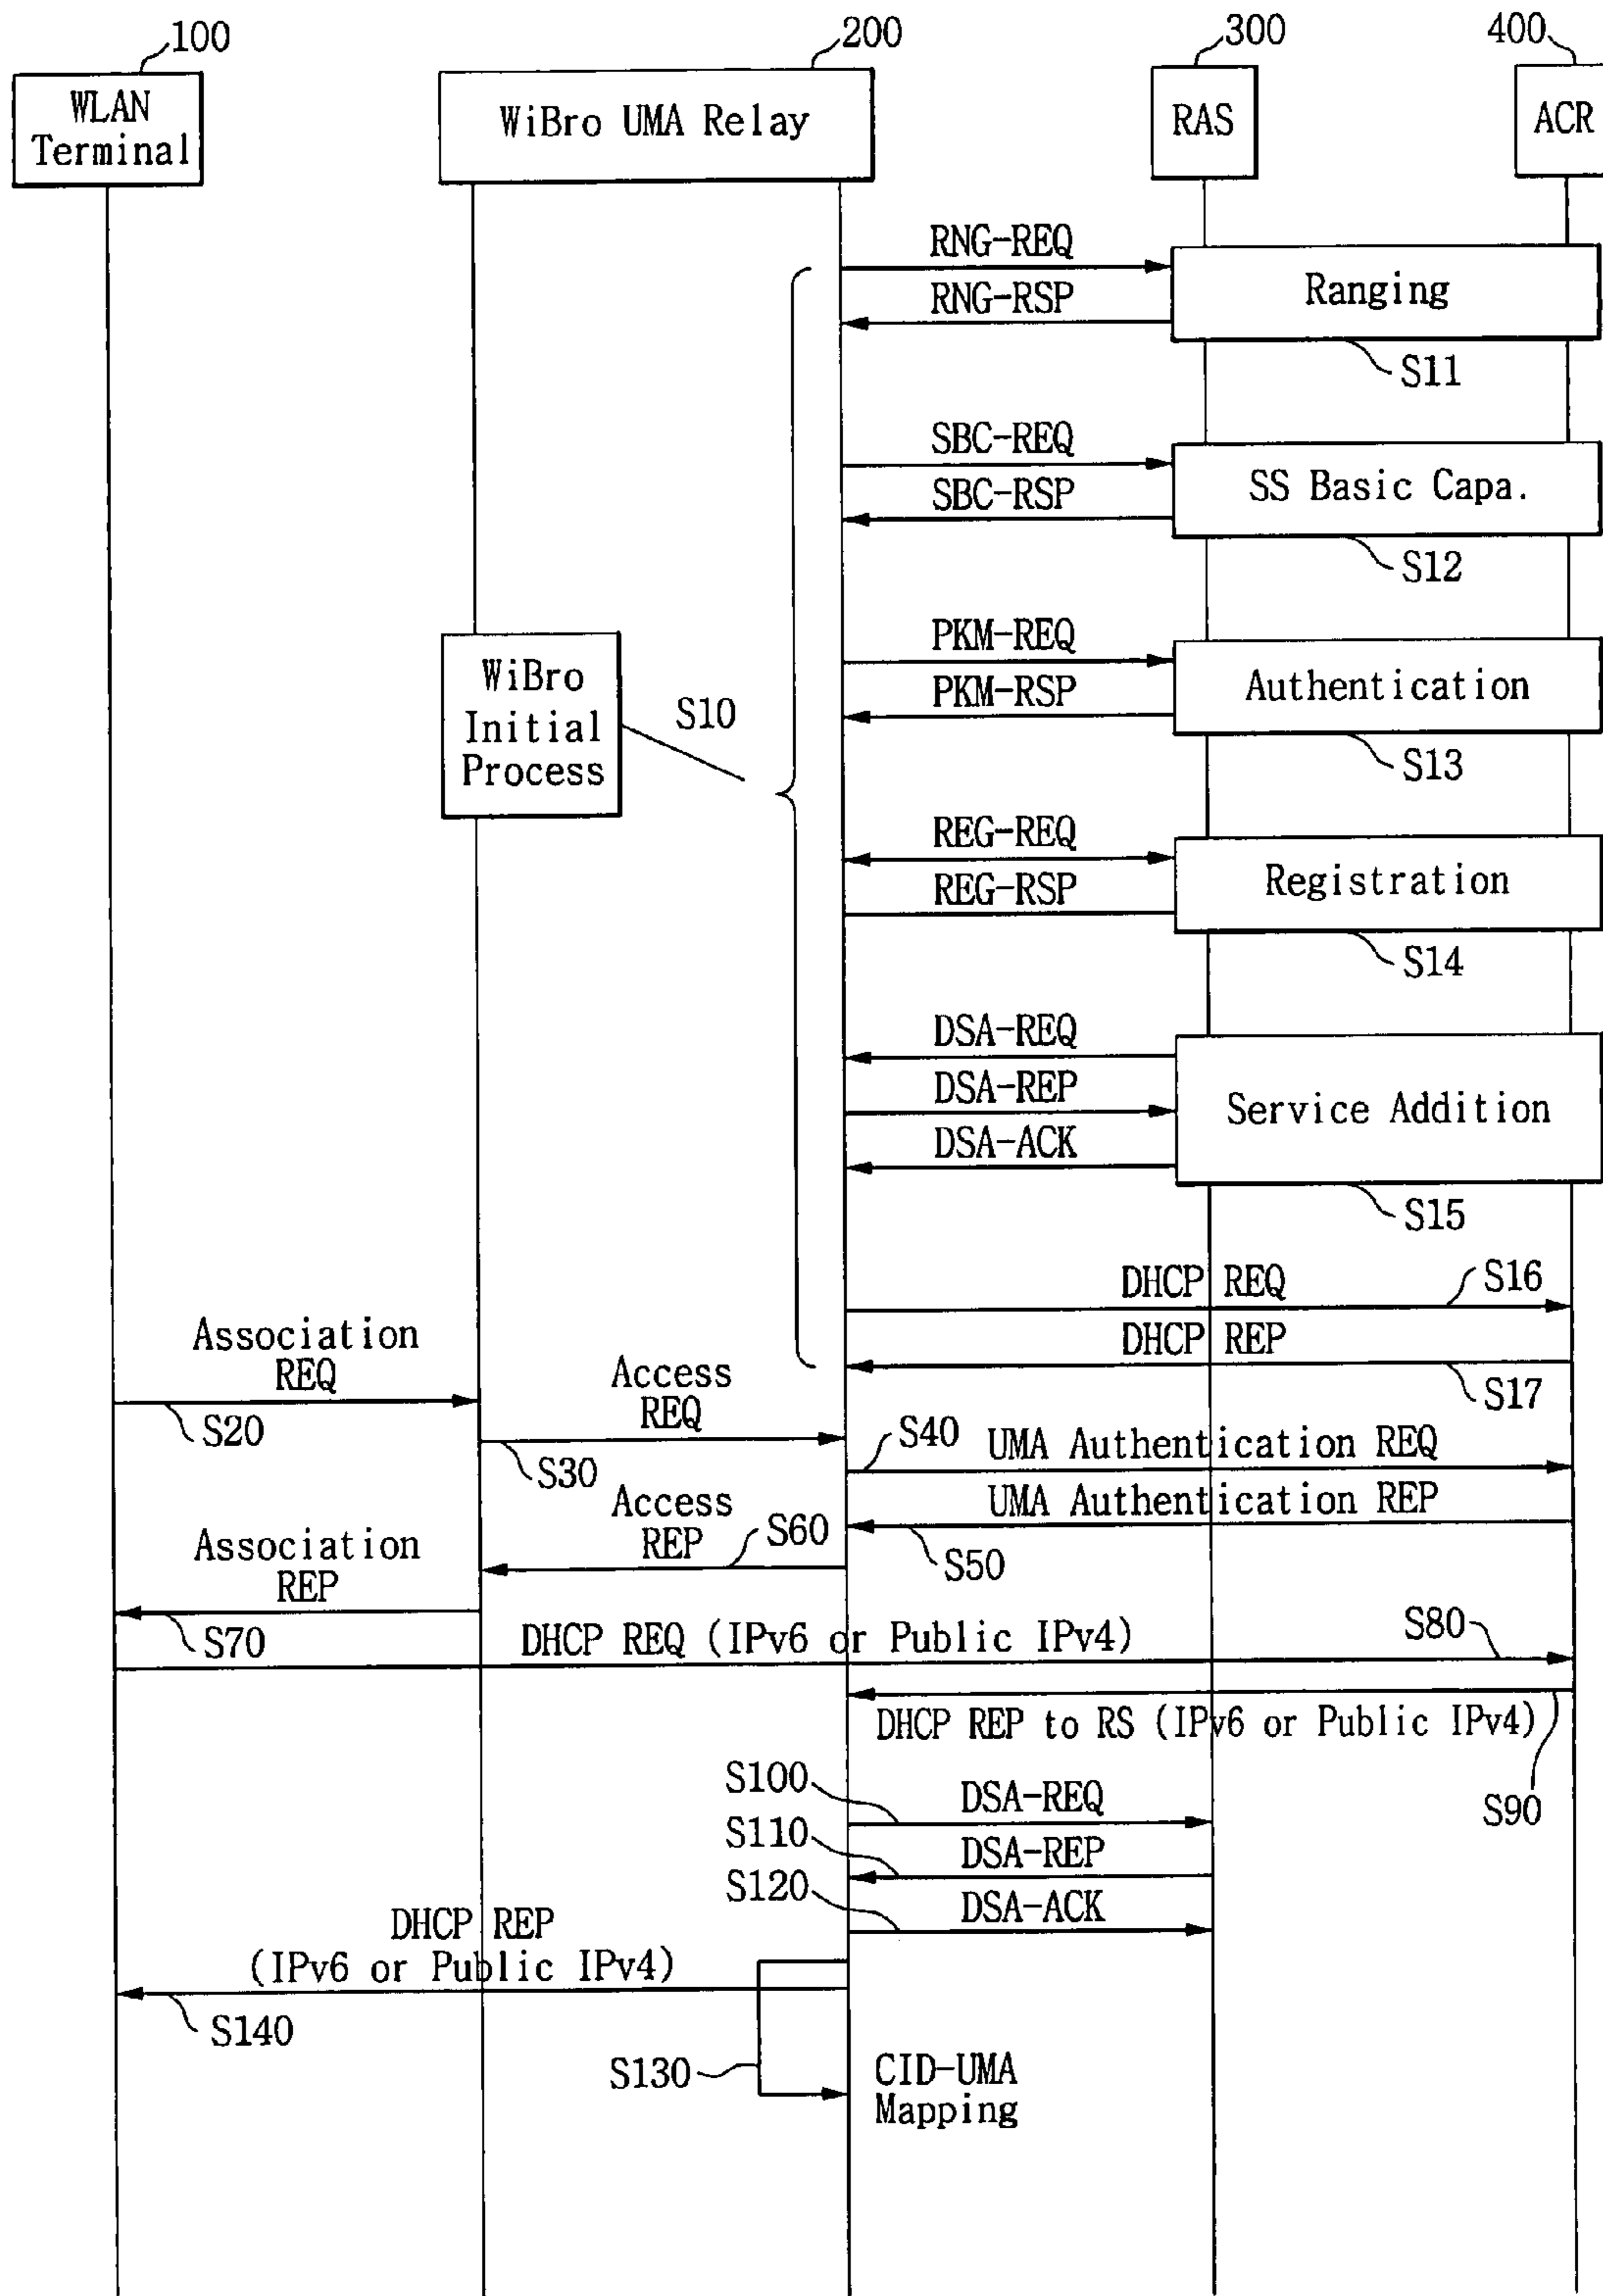 100
200
300
400
WLAN
Terminal
WiBro UMA Relay
RAS
ACR
RNG-REQ
RNG-RSP
Ranging
S11
SBC-REQ
SBC-RSP
SS Basic Capa.
S12
WiBro
Initial
Process
S10
PKM-REQ
PKM-RSP
Authentication
S13
REG-REQ
REG-RSP
Registration
S14
DSA-REQ
DSA-REP
DSA-ACK
Service Addition
S15
DHCP REQ
S16
DHCP REP
S17
Association
REQ
S20
Access
REQ
S30
S40
UMA Authentication REQ
UMA Authentication REP
S50
Access
REP
S60
Association
REP
S70
DHCP REQ (IPv6 or Public IPv4)
S80
DHCP REP to RS (IPv6 or Public IPv4)
S90
S100
DSA-REQ
S110
DSA-REP
S120
DSA-ACK
DHCP REP
(IPv6 or Public IPv4)
S140
S130
CID-UMA
Mapping